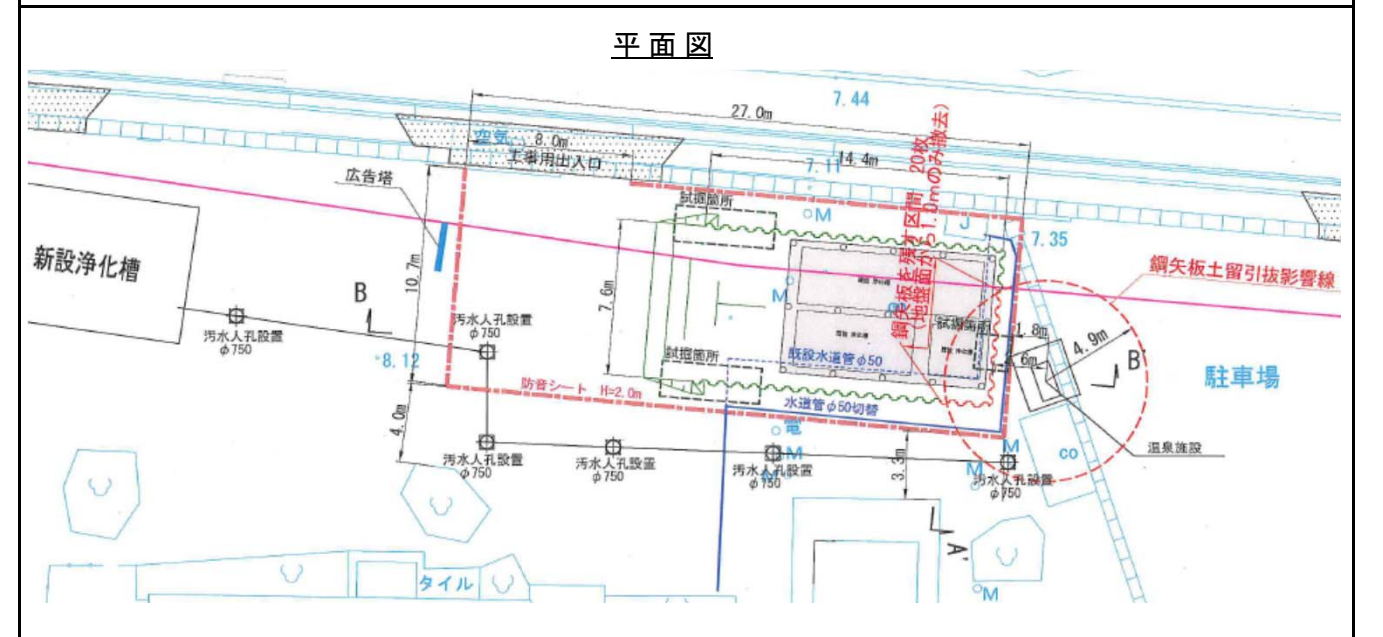 平面図
27.0m
7.44
空気
8.0m
工事用出入口
14.4m
7.11
鋼矢板を残す区間 20枚
(地盤面から1.0mのみ撤去)
広告塔
試掘箇所
M
J
7.35
新設浄化槽
鋼矢板土留引抜影響線
10.7m
B
7.6m
M
汚水人孔設置
φ750
汚水人孔設置
φ750
試掘箇所
1.8m
4.9m
8.12
試掘箇所
既設水道管φ50
6m
B'
駐車場
防音シート H=2.0m
水道管φ50切替
4.0m
電
M
M
CO
温泉施設
汚水人孔設置
φ750
汚水人孔設置
φ750
汚水人孔設置
φ750
M
3.3m
M
汚水人孔設置
φ750
A'
タイル
M